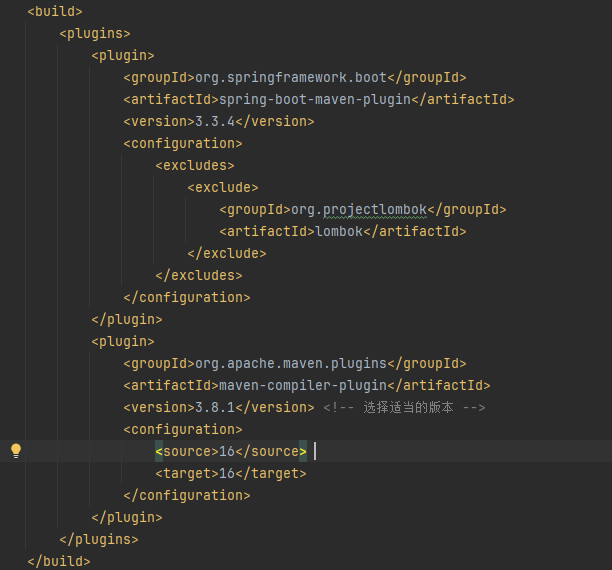 <build>
<plugins>
<plugin>
<groupId>org.springframework.boot</groupId>
<artifactId>spring-boot-maven-plugin</artifactId>
<version>3.3.4</version>
<configuration>
<excludes>
<exclude>
<groupId>org.projectlombok</groupId>
<artifactId>lombok</artifactId>
</exclude>
</excludes>
</configuration>
</plugin>
<plugin>
<groupId>org.apache.maven.plugins</groupId>
<artifactId>maven-compiler-plugin</artifactId>
<version>3.8.1</version> <!-- 选择适当的版本 -->
<configuration>
<source>16</source>
<target>16</target>
</configuration>
</plugin>
</plugins>
</build>